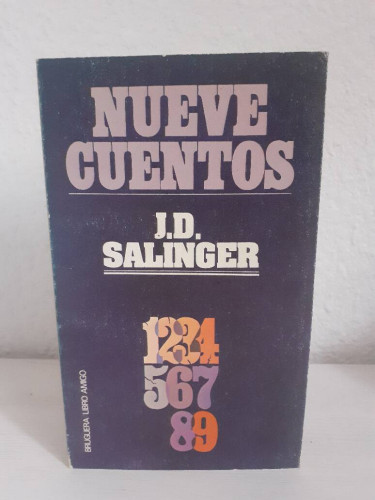 NUEVE
CUENTOS
J.D.
SALINGER
1234
567
89
BRUGUERA LIBRO AMIGO